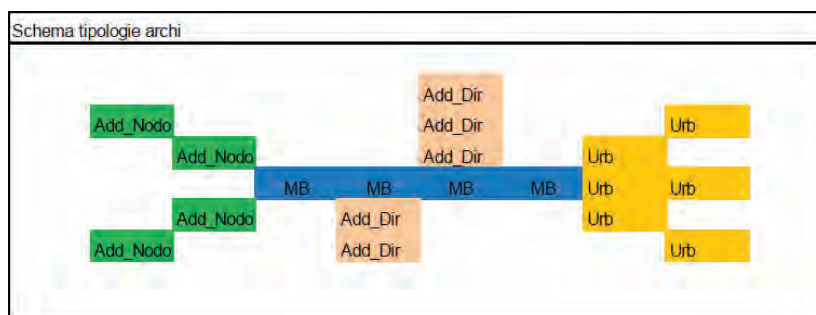 Schema tipologie archi
Add_Dir
Add_Nodo Add_Dir Urb
Add_Nodo Add_Dir Urb
MB MB MB MB Urb Urb
Add_Nodo Add_Dir Urb
Add_Nodo Add_Dir Urb